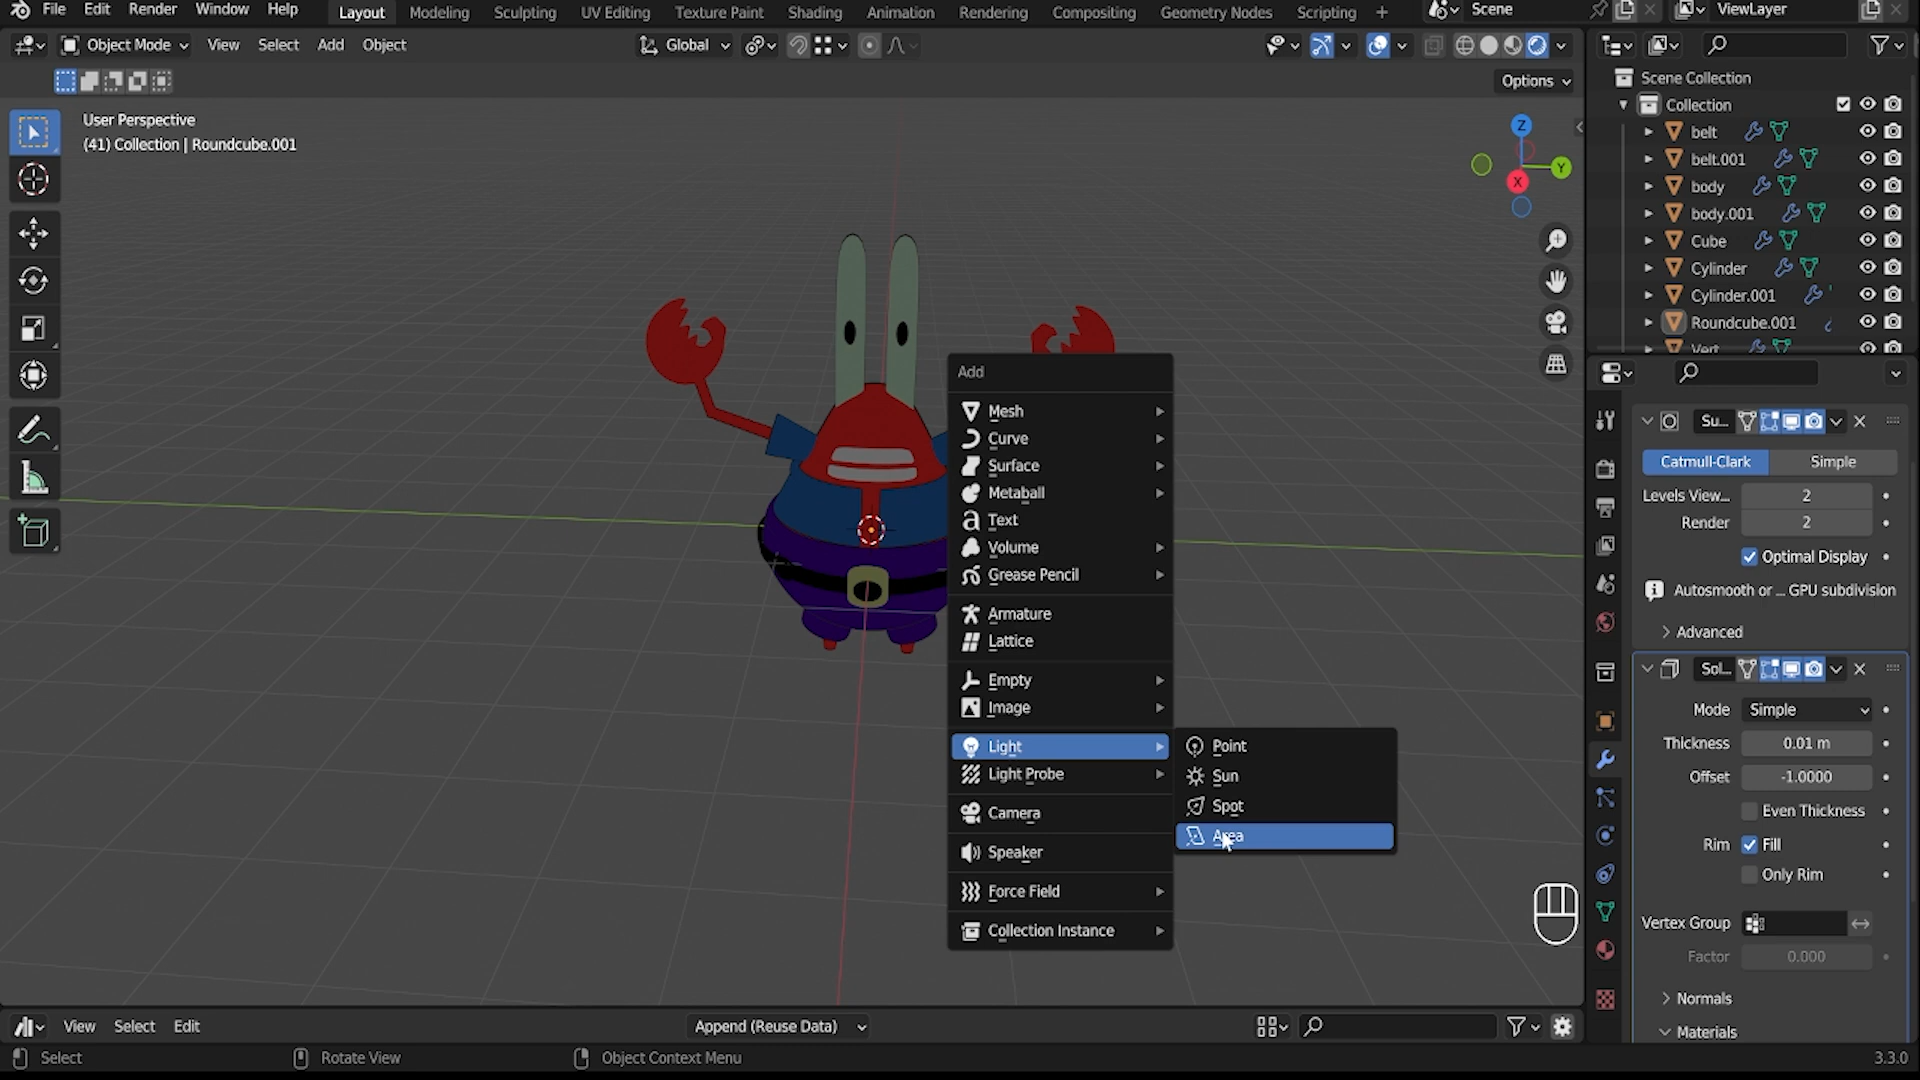 File Edit Render Window Help Layout Modeling Sculpting UV Editing Texture Paint Shading Animation Rendering Compositing Geometry Nodes Scripting + Scene ViewLayer
Object Mode View Select Add Object Global
Options
User Perspective
(41) Collection | Roundcube.001
Z
Y
X
Scene Collection
Collection
belt
belt.001
body
body.001
Cube
Cylinder
Cylinder.001
Roundcube.001
Vert
Add
Mesh
Curve
Surface
Metaball
Text
Volume
Grease Pencil
Armature
Lattice
Empty
Image
Light
Light Probe
Camera
Speaker
Force Field
Collection Instance
Point
Sun
Spot
Area
Su...
Catmull-Clark Simple
Levels View... 2
Render 2
Optimal Display
Autosmooth or ... GPU subdivision
Advanced
Sol...
Mode Simple
Thickness 0.01 m
Offset -1.0000
Even Thickness
Rim Fill
Only Rim
Vertex Group
Factor 0.000
Normals
Materials
View Select Edit Append (Reuse Data)
Select Rotate View Object Context Menu 3.3.0